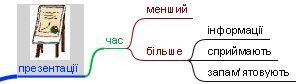 презентації
час
менший
більше
інформації
сприймають
запам'ятовують